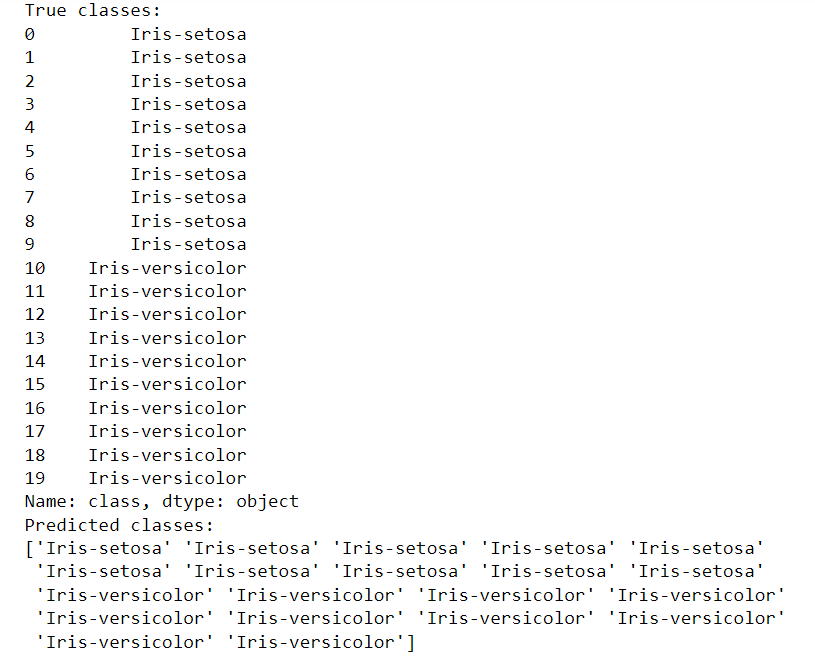 True classes:
0         Iris-setosa
1         Iris-setosa
2         Iris-setosa
3         Iris-setosa
4         Iris-setosa
5         Iris-setosa
6         Iris-setosa
7         Iris-setosa
8         Iris-setosa
9         Iris-setosa
10    Iris-versicolor
11    Iris-versicolor
12    Iris-versicolor
13    Iris-versicolor
14    Iris-versicolor
15    Iris-versicolor
16    Iris-versicolor
17    Iris-versicolor
18    Iris-versicolor
19    Iris-versicolor
Name: class, dtype: object
Predicted classes:
['Iris-setosa' 'Iris-setosa' 'Iris-setosa' 'Iris-setosa' 'Iris-setosa'
 'Iris-setosa' 'Iris-setosa' 'Iris-setosa' 'Iris-setosa' 'Iris-setosa'
 'Iris-versicolor' 'Iris-versicolor' 'Iris-versicolor' 'Iris-versicolor'
 'Iris-versicolor' 'Iris-versicolor' 'Iris-versicolor' 'Iris-versicolor'
 'Iris-versicolor' 'Iris-versicolor']